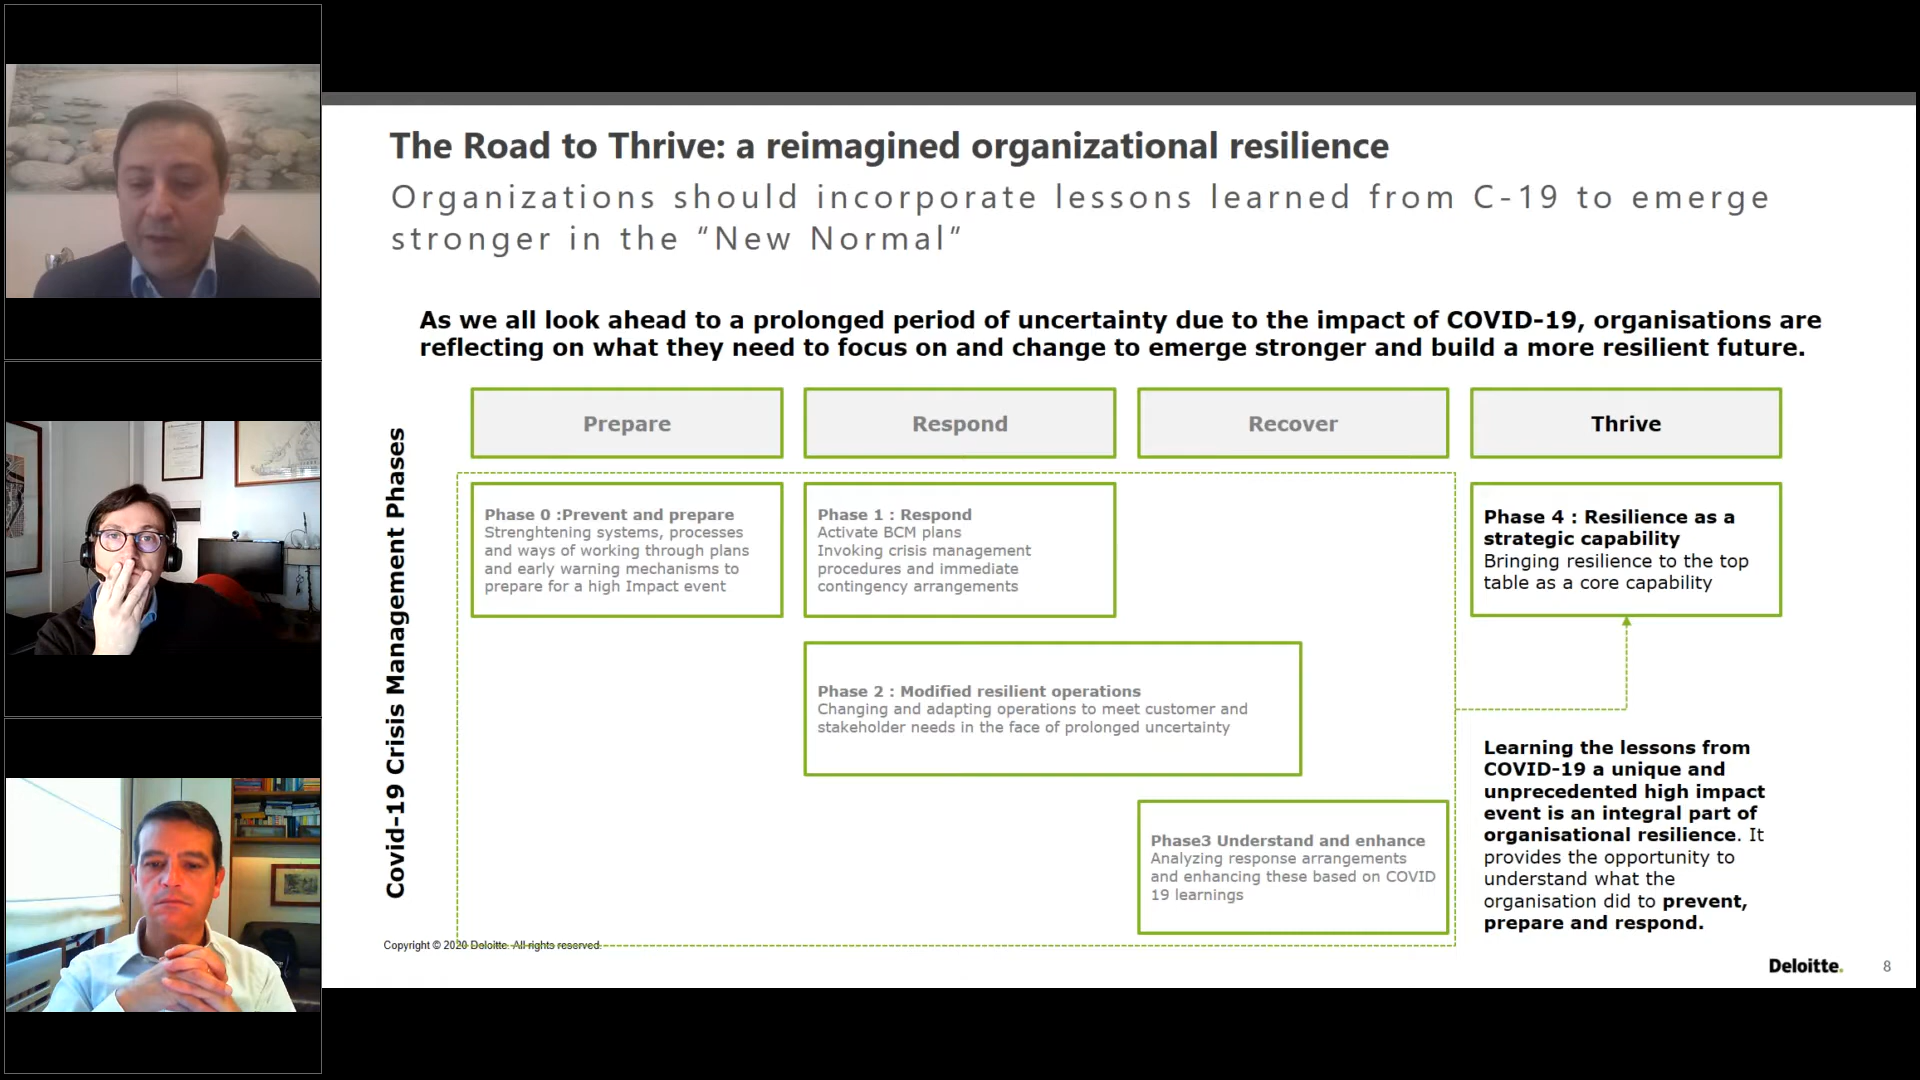 The Road to Thrive: a reimagined organizational resilience
Organizations should incorporate lessons learned from C-19 to emerge
stronger in the “New Normal”
As we all look ahead to a prolonged period of uncertainty due to the impact of COVID-19, organisations are
reflecting on what they need to focus on and change to emerge stronger and build a more resilient future.
Covid-19 Crisis Management Phases
Prepare
Respond
Recover
Thrive
Phase 0 :Prevent and prepare
Strenghtening systems, processes
and ways of working through plans
and early warning mechanisms to
prepare for a high Impact event
Phase 1 : Respond
Activate BCM plans
Invoking crisis management
procedures and immediate
contingency arrangements
Phase 4 : Resilience as a
strategic capability
Bringing resilience to the top
table as a core capability
Phase 2 : Modified resilient operations
Changing and adapting operations to meet customer and
stakeholder needs in the face of prolonged uncertainty
Phase3 Understand and enhance
Analyzing response arrangements
and enhancing these based on COVID
19 learnings
Learning the lessons from
COVID-19 a unique and
unprecedented high impact
event is an integral part of
organisational resilience. It
provides the opportunity to
understand what the
organisation did to prevent,
prepare and respond.
Copyright © 2020 Deloitte. All rights reserved.
Deloitte.
8